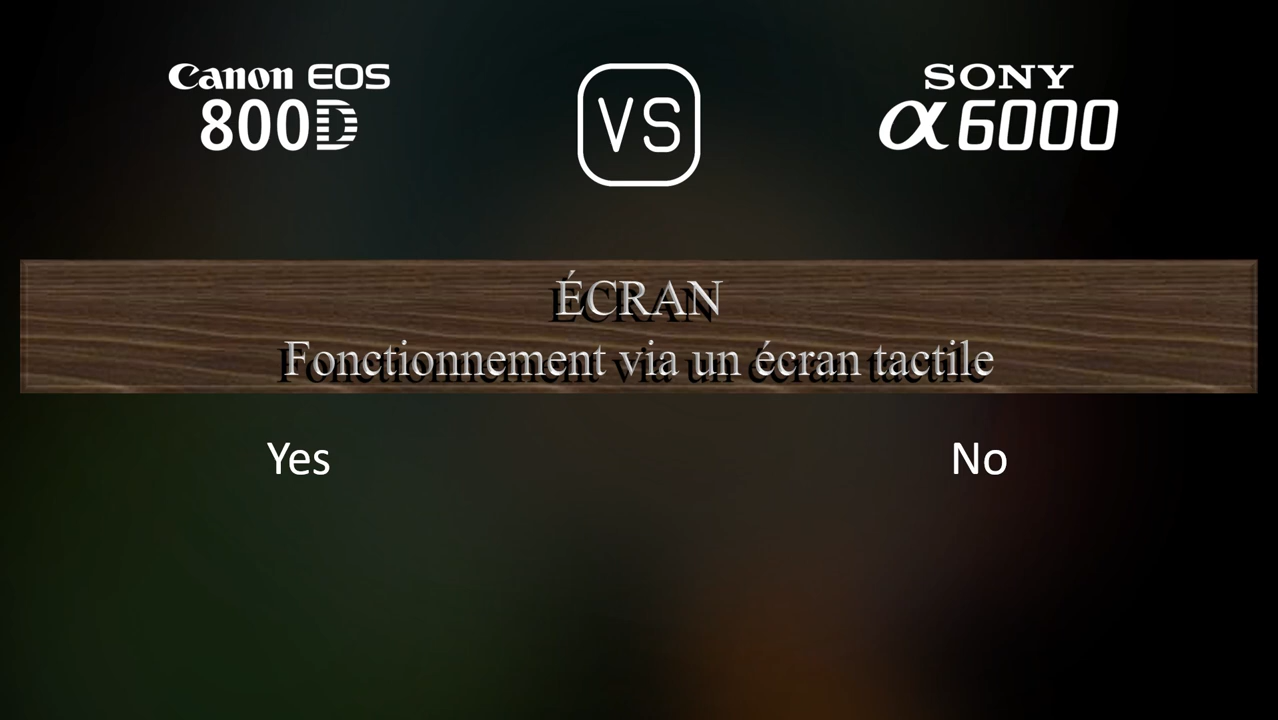 Canon EOS
800D
VS
SONY
α6000
ÉCRAN
Fonctionnement via un écran tactile
Yes
No